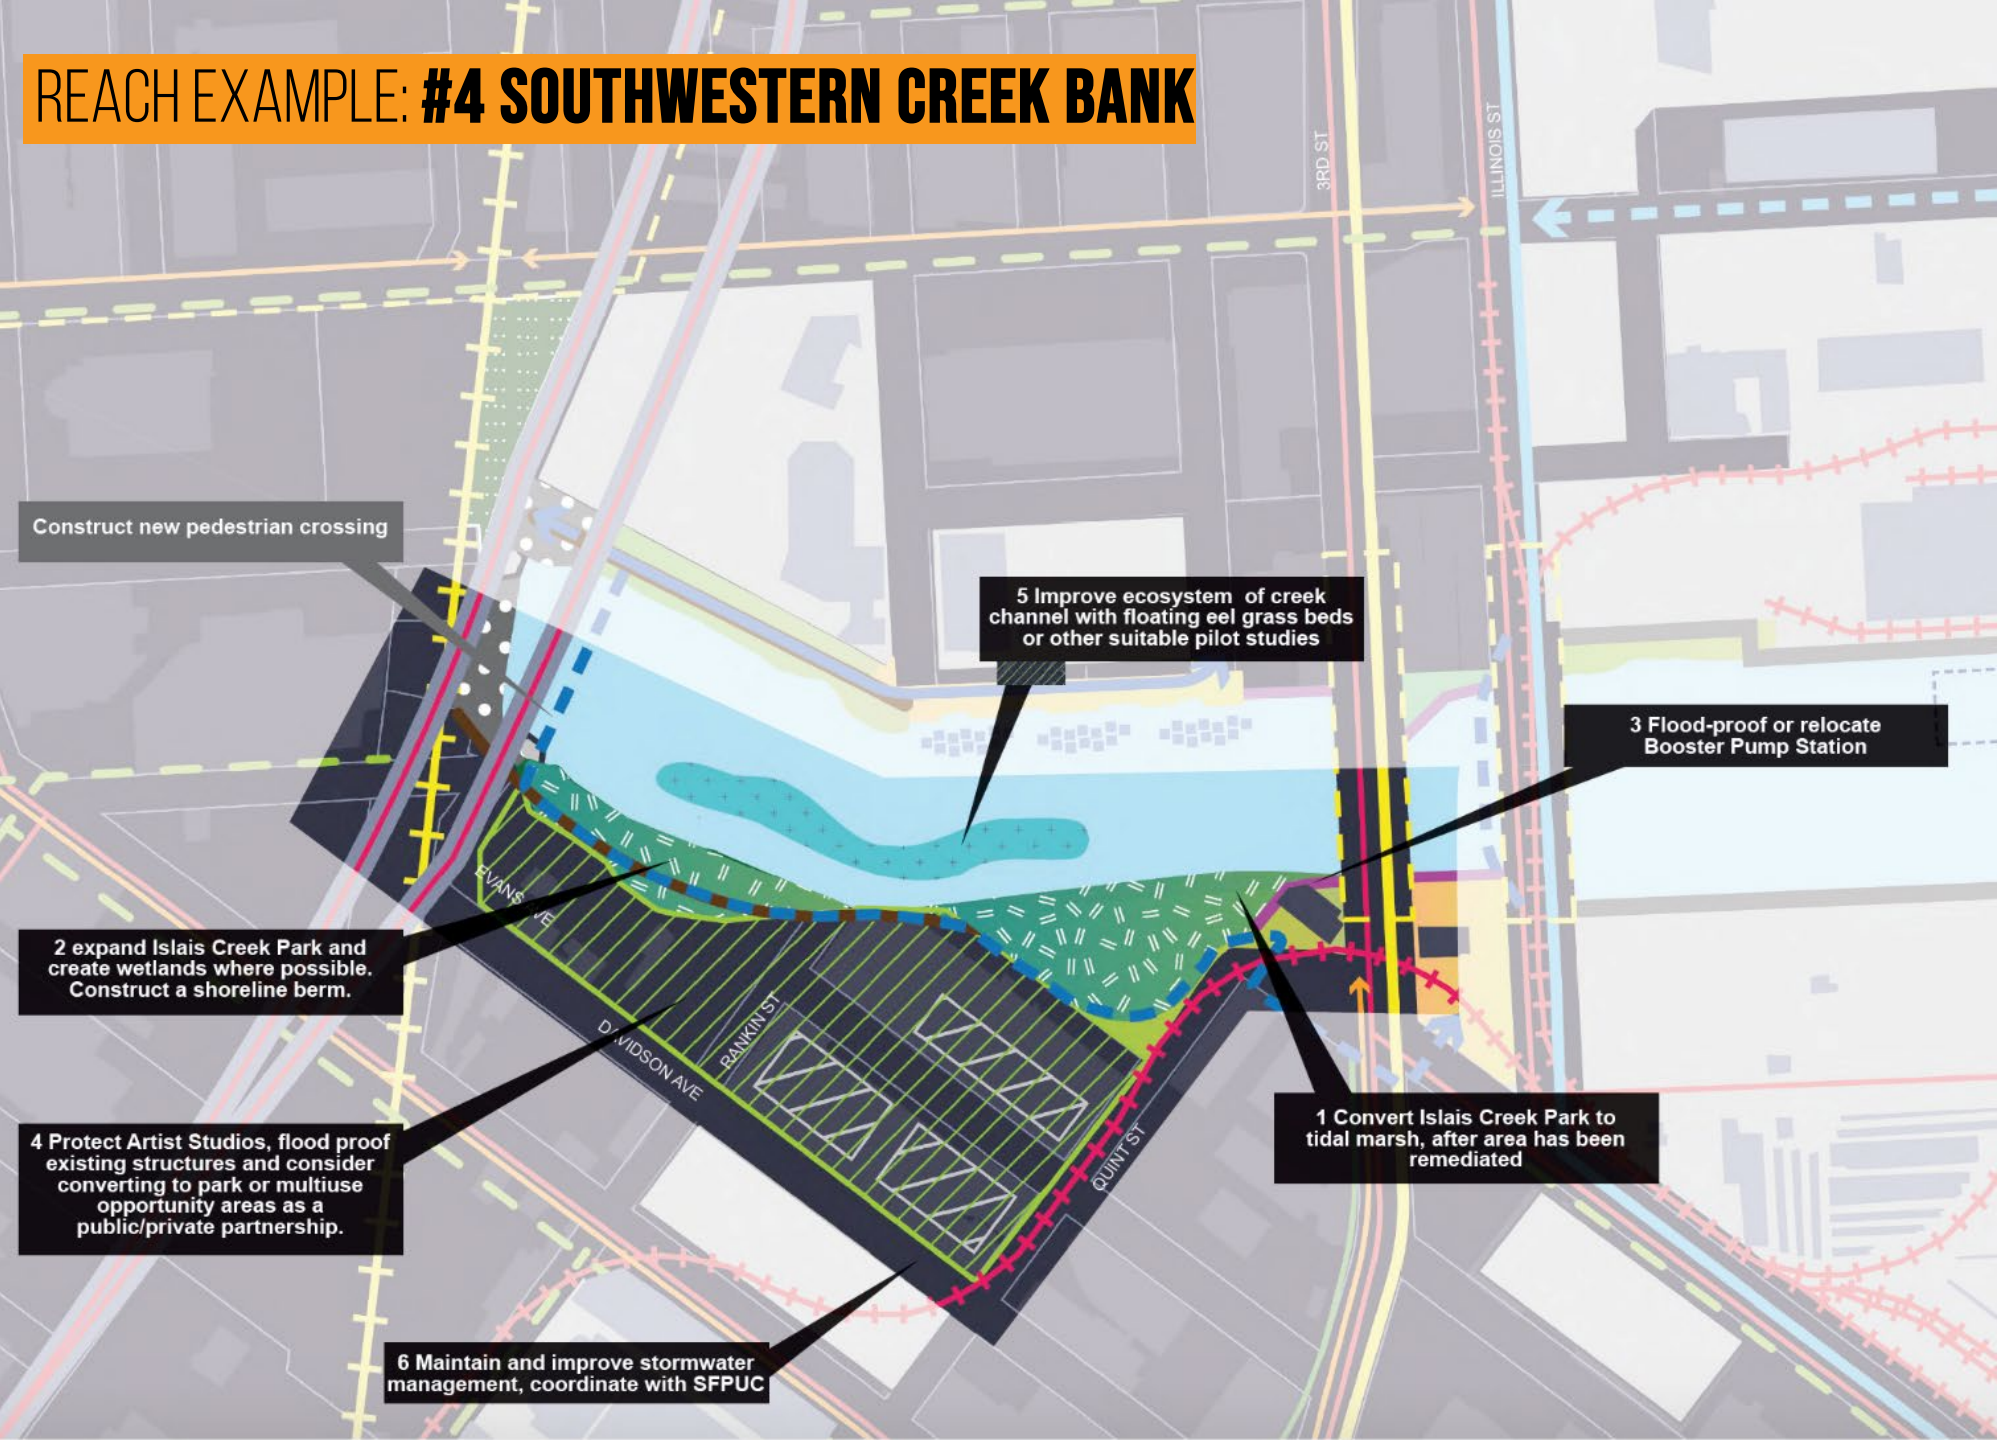 REACH EXAMPLE: #4 SOUTHWESTERN CREEK BANK
3RD ST
ILLINOIS ST
Construct new pedestrian crossing
5 Improve ecosystem of creek
channel with floating eel grass beds
or other suitable pilot studies
3 Flood-proof or relocate
Booster Pump Station
EVANS AVE
2 expand Islais Creek Park and
create wetlands where possible.
Construct a shoreline berm.
RANKIN ST
DAVIDSON AVE
QUINT ST
1 Convert Islais Creek Park to
tidal marsh, after area has been
remediated
4 Protect Artist Studios, flood proof
existing structures and consider
converting to park or multiuse
opportunity areas as a
public/private partnership.
6 Maintain and improve stormwater
management, coordinate with SFPUC